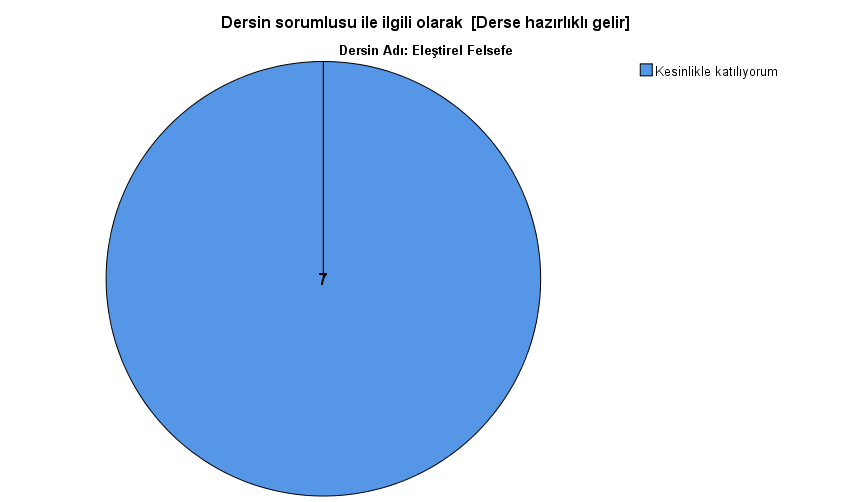 Dersin sorumlusu ile ilgili olarak  [Derse hazırlıklı gelir]
Dersin Adı: Eleştirel Felsefe
Kesinlikle katılıyorum
7